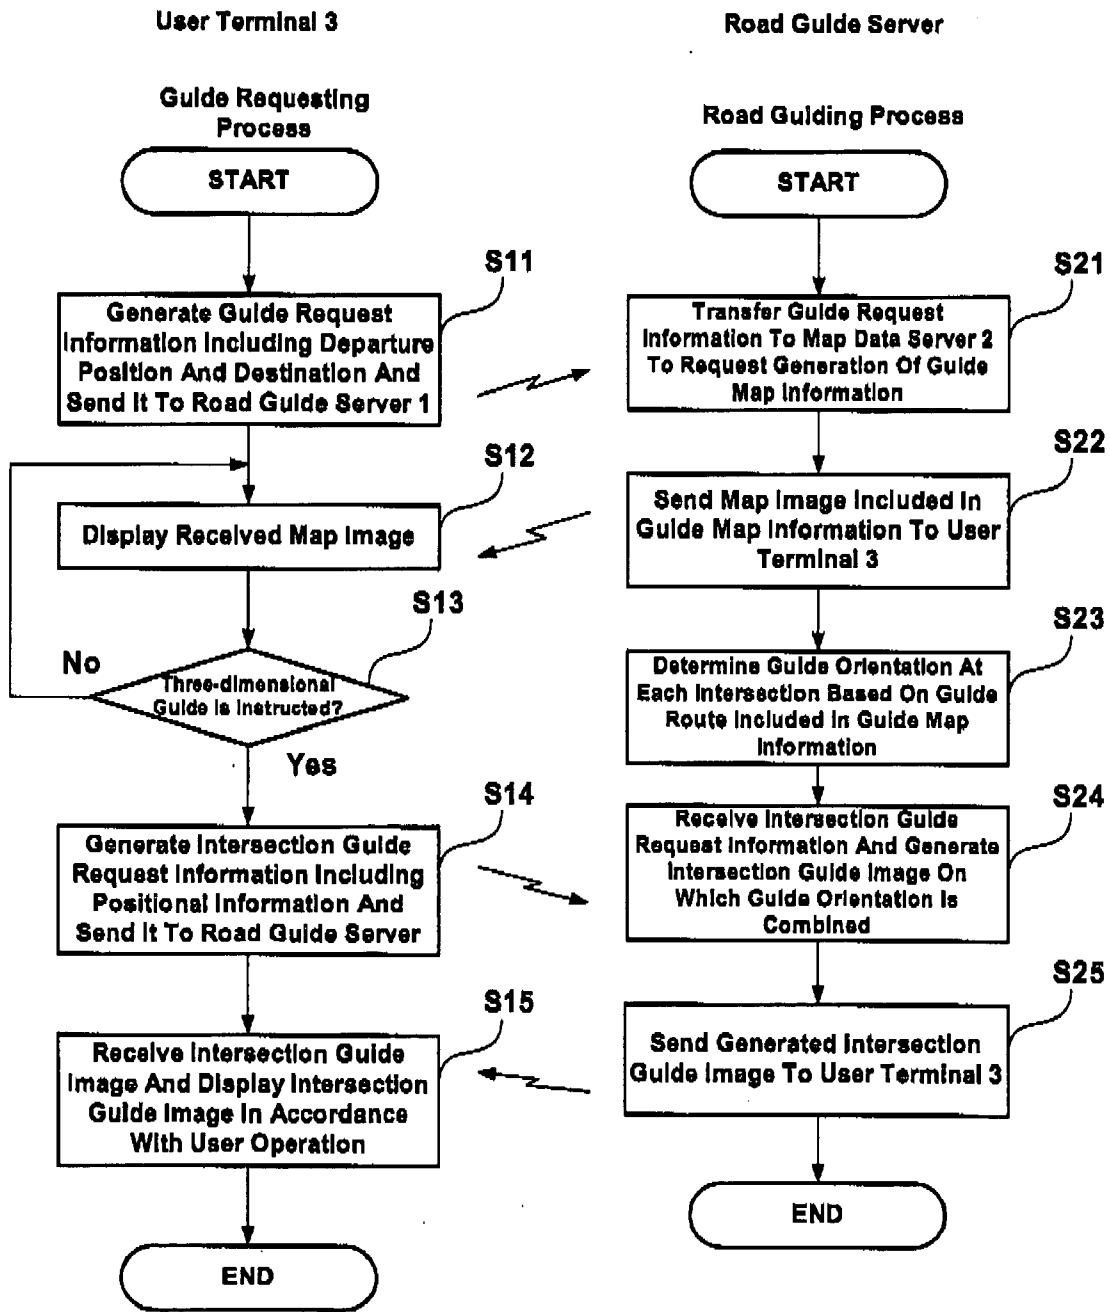 User Terminal 3
Guide Requesting
Process
START
S11
Generate Guide Request
Information Including Departure
Position And Destination And
Send It To Road Guide Server 1
S12
Display Received Map Image
S13
No
Three-dimensional
Guide is Instructed?
Yes
S14
Generate Intersection Guide
Request Information Including
Positional Information And
Send It To Road Guide Server
S15
Receive Intersection Guide
Image And Display Intersection
Guide Image In Accordance
With User Operation
END
Road Guide Server
Road Guiding Process
START
S21
Transfer Guide Request
Information To Map Data Server 2
To Request Generation Of Guide
Map Information
S22
Send Map Image Included In
Guide Map Information To User
Terminal 3
S23
Determine Guide Orientation At
Each Intersection Based On Guide
Route Included In Guide Map
Information
S24
Receive Intersection Guide
Request Information And Generate
Intersection Guide Image On
Which Guide Orientation Is
Combined
S25
Send Generated Intersection
Guide Image To User Terminal 3
END